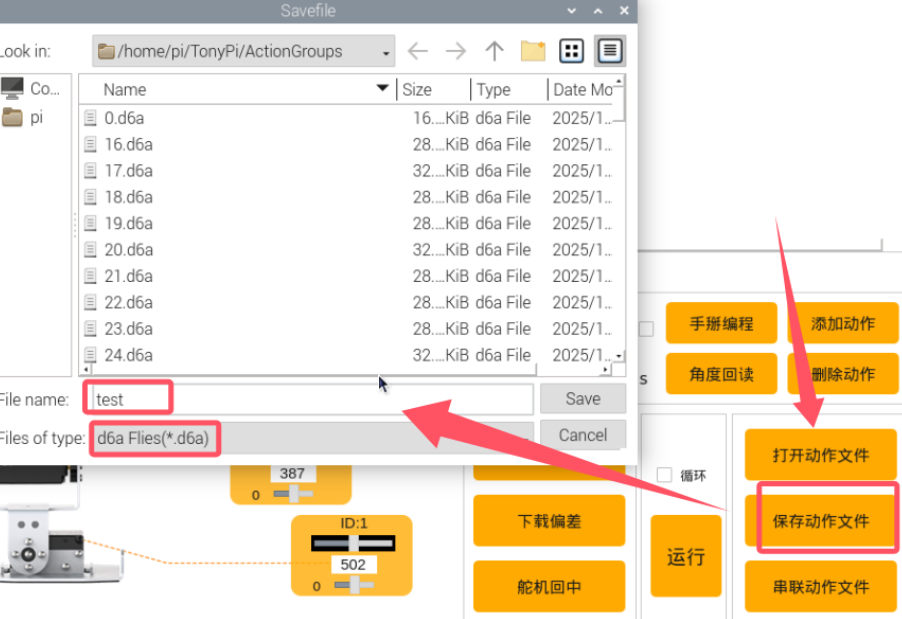 Savefile
Look in:
/home/pi/TonyPi/ActionGroups
Co...
pi
Name Size Type Date Mo
0.d6a 16....KiB d6a File 2025/1...
16.d6a 28....KiB d6a File 2025/1...
17.d6a 32....KiB d6a File 2025/1...
18.d6a 28....KiB d6a File 2025/1...
19.d6a 28....KiB d6a File 2025/1...
20.d6a 32....KiB d6a File 2025/1...
21.d6a 28....KiB d6a File 2025/1...
22.d6a 28....KiB d6a File 2025/1...
23.d6a 28....KiB d6a File 2025/1...
24.d6a 32....KiB d6a File 2025/1...
File name: test Save
Files of type: d6a Flies(*.d6a) Cancel
手掰编程 添加动作
s 角度回读 删除动作
打开动作文件
387
0
循环
ID:1
502
0
下载偏差
保存动作文件
运行
舵机回中
串联动作文件